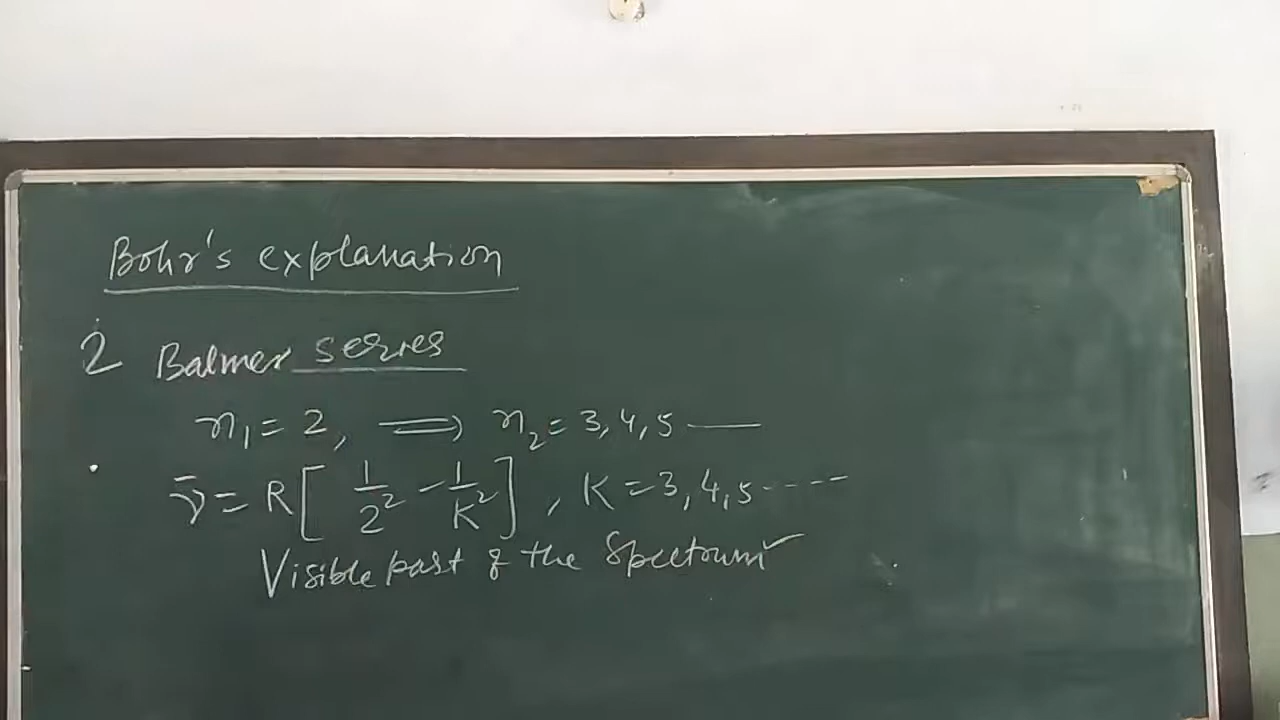 Bohr's explanation
2 Balmer series
n₁ = 2, ⟹ n₂ = 3, 4, 5 —
ν̄ = R[1/2² - 1/K²], K = 3, 4, 5 ----
Visible part of the Spectrum